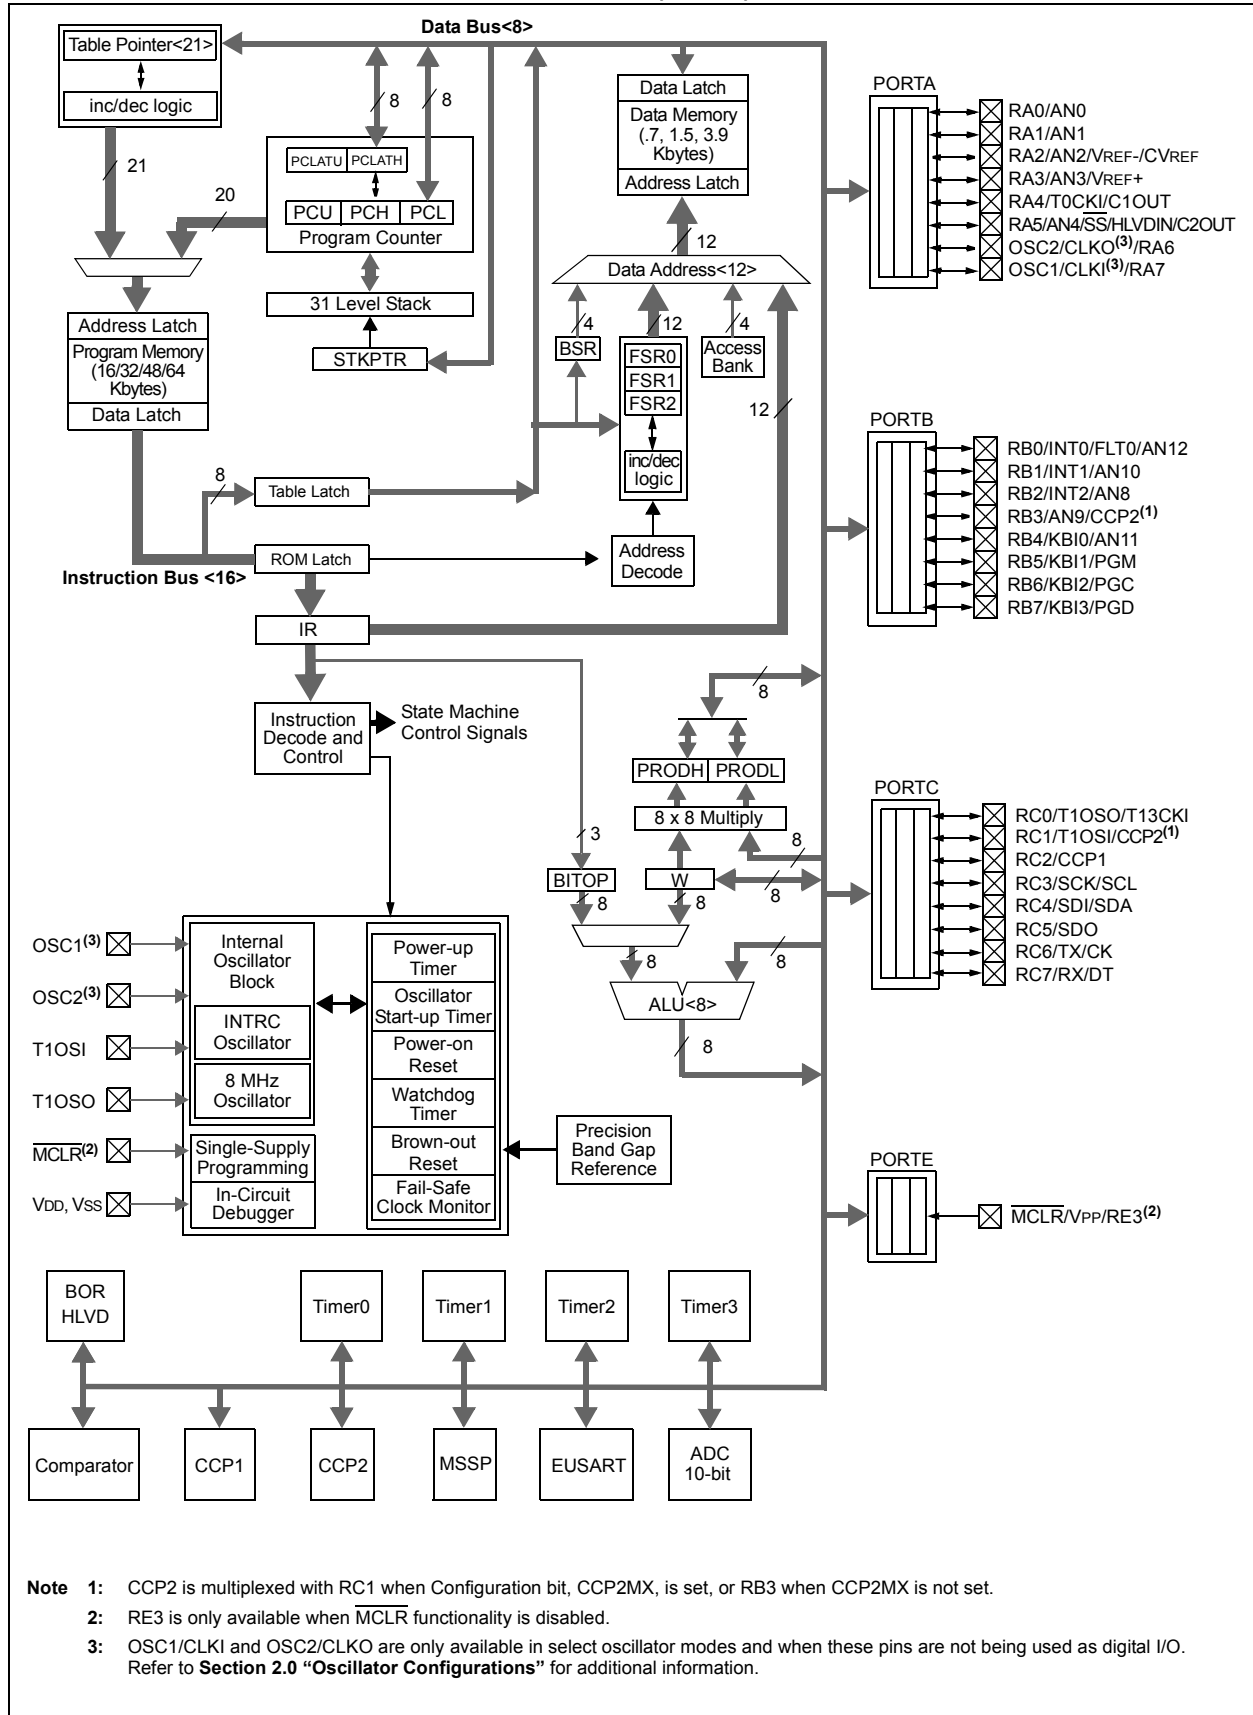 Data Bus<8>
Table Pointer<21>
inc/dec logic
21
20
8
8
PCLATU PCLATH
PCU PCH PCL
Program Counter
31 Level Stack
STKPTR
Data Latch
Data Memory
(.7, 1.5, 3.9
Kbytes)
Address Latch
12
Data Address<12>
4
12
4
BSR
FSR0
FSR1
FSR2
inc/dec
logic
Access
Bank
12
Address Latch
Program Memory
(16/32/48/64
Kbytes)
Data Latch
8
Table Latch
ROM Latch
Instruction Bus <16>
Address
Decode
IR
Instruction
Decode and
Control
State Machine
Control Signals
8
PRODH PRODL
8 x 8 Multiply
3
8
BITOP
W
8
8
8
8
8
ALU<8>
8
PORTA
RA0/AN0
RA1/AN1
RA2/AN2/VREF-/CVREF
RA3/AN3/VREF+
RA4/T0CKI/C1OUT
RA5/AN4/SS/HLVDIN/C2OUT
OSC2/CLKO(3)/RA6
OSC1/CLKI(3)/RA7
PORTB
RB0/INT0/FLT0/AN12
RB1/INT1/AN10
RB2/INT2/AN8
RB3/AN9/CCP2(1)
RB4/KBI0/AN11
RB5/KBI1/PGM
RB6/KBI2/PGC
RB7/KBI3/PGD
PORTC
RC0/T1OSO/T13CKI
RC1/T1OSI/CCP2(1)
RC2/CCP1
RC3/SCK/SCL
RC4/SDI/SDA
RC5/SDO
RC6/TX/CK
RC7/RX/DT
PORTE
MCLR/VPP/RE3(2)
OSC1(3)
OSC2(3)
T1OSI
T1OSO
MCLR(2)
VDD, VSS
Internal
Oscillator
Block
INTRC
Oscillator
8 MHz
Oscillator
Single-Supply
Programming
In-Circuit
Debugger
Power-up
Timer
Oscillator
Start-up Timer
Power-on
Reset
Watchdog
Timer
Brown-out
Reset
Fail-Safe
Clock Monitor
Precision
Band Gap
Reference
BOR
HLVD
Timer0
Timer1
Timer2
Timer3
Comparator
CCP1
CCP2
MSSP
EUSART
ADC
10-bit
Note 1: CCP2 is multiplexed with RC1 when Configuration bit, CCP2MX, is set, or RB3 when CCP2MX is not set.
2: RE3 is only available when MCLR functionality is disabled.
3: OSC1/CLKI and OSC2/CLKO are only available in select oscillator modes and when these pins are not being used as digital I/O.
Refer to Section 2.0 “Oscillator Configurations” for additional information.